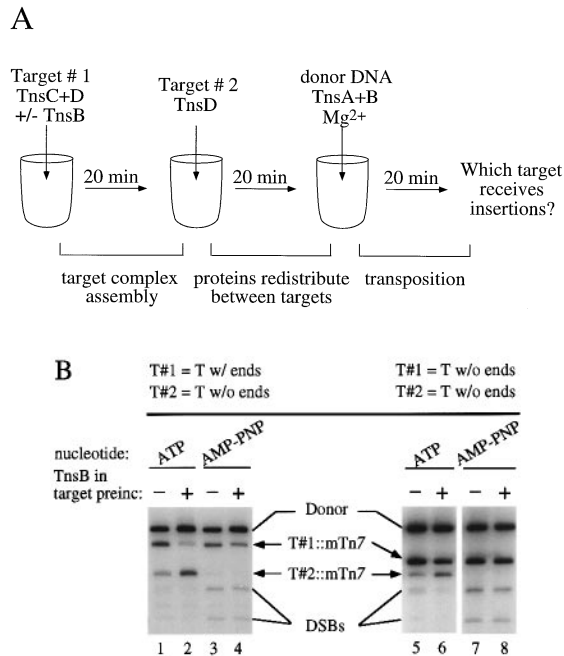 A
Target # 1
TnsC+D
+/- TnsB
Target # 2
TnsD
donor DNA
TnsA+B
Mg2+
20 min
20 min
20 min
Which target
receives
insertions?
target complex
assembly
proteins redistribute
between targets
transposition
B
T#1 = T w/ ends
T#2 = T w/o ends
T#1 = T w/o ends
T#2 = T w/o ends
nucleotide:
ATP
AMP-PNP
ATP
AMP-PNP
TnsB in
target preinc:
− + − +
− + − +
Donor
T#1::mTn7
T#2::mTn7
DSBs
1 2 3 4
5 6 7 8